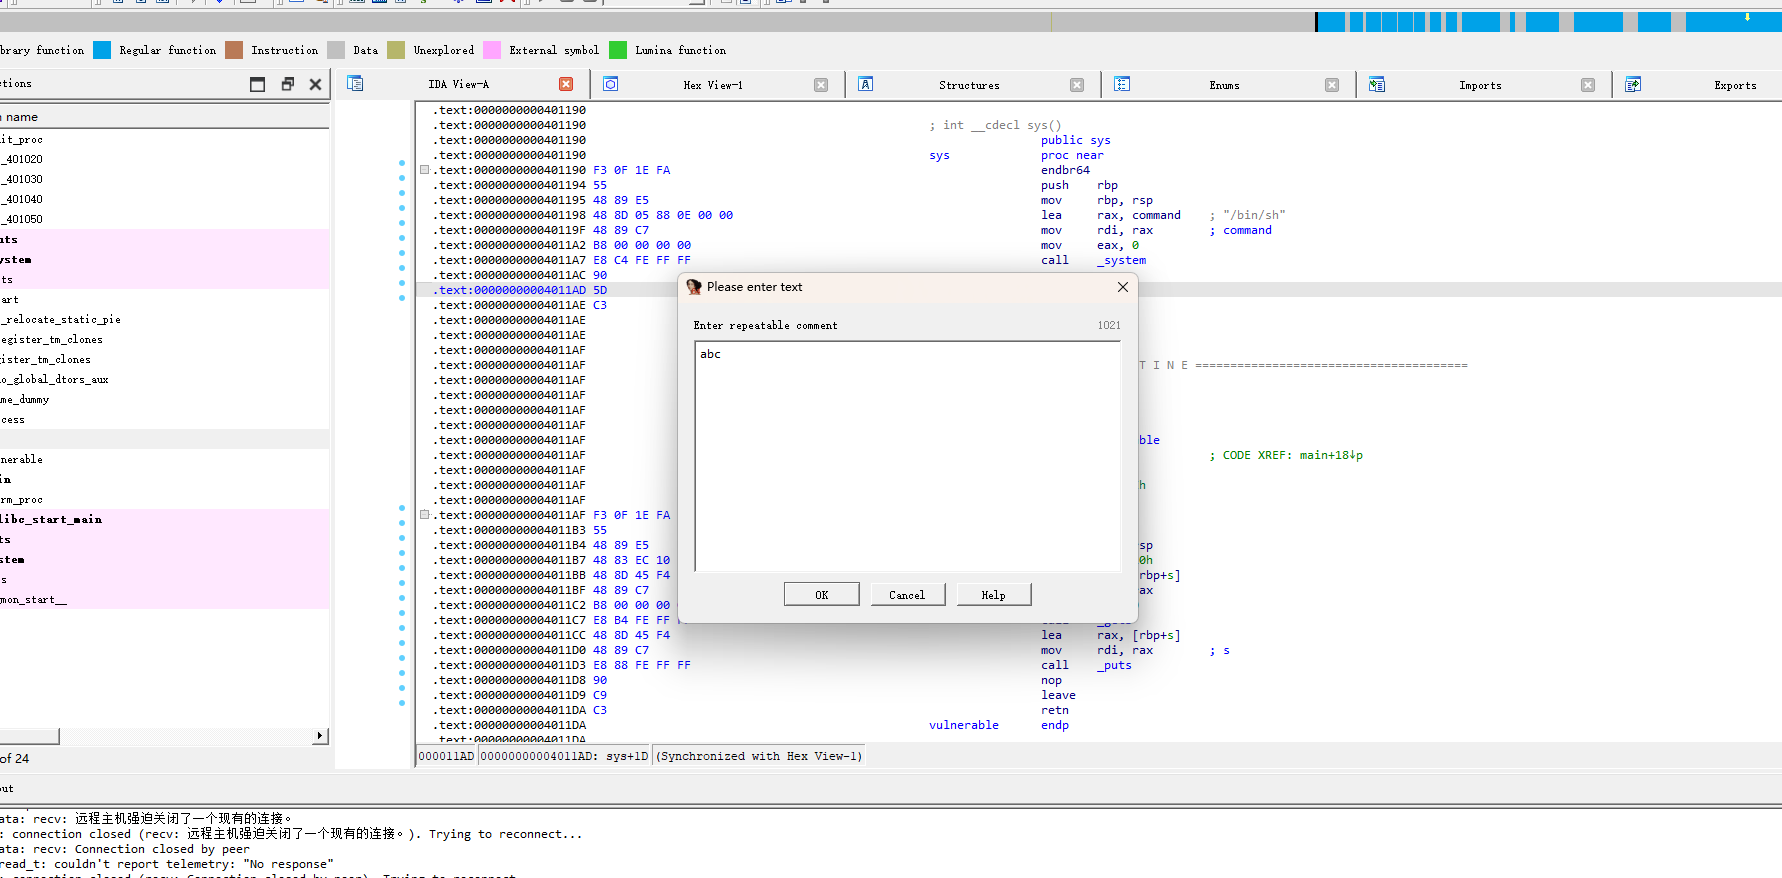 brary function Regular function Instruction Data Unexplored External symbol Lumina function
ctions
IDA View-A Hex View-1 Structures Enums Imports Exports
n name
it_proc
_401020
_401030
_401040
_401050
uts
ystem
ts
art
_relocate_static_pie
egister_tm_clones
gister_tm_clones
o_global_dtors_aux
me_dummy
cess
nerable
in
rm_proc
libc_start_main
ts
stem
s
gmon_start__
of 24
.text:0000000000401190
.text:0000000000401190 ; int __cdecl sys()
.text:0000000000401190 public sys
.text:0000000000401190 sys proc near
.text:0000000000401190 F3 0F 1E FA endbr64
.text:0000000000401194 55 push rbp
.text:0000000000401195 48 89 E5 mov rbp, rsp
.text:0000000000401198 48 8D 05 88 0E 00 00 lea rax, command ; "/bin/sh"
.text:000000000040119F 48 89 C7 mov rdi, rax ; command
.text:00000000004011A2 B8 00 00 00 00 mov eax, 0
.text:00000000004011A7 E8 C4 FE FF FF call _system
.text:00000000004011AC 90
.text:00000000004011AD 5D
.text:00000000004011AE C3
.text:00000000004011AE
.text:00000000004011AE
.text:00000000004011AF
.text:00000000004011AF T I N E =======================================
.text:00000000004011AF
.text:00000000004011AF
.text:00000000004011AF
.text:00000000004011AF
.text:00000000004011AF ble
.text:00000000004011AF ; CODE XREF: main+18↓p
.text:00000000004011AF
.text:00000000004011AF h
.text:00000000004011AF
.text:00000000004011AF F3 0F 1E FA
.text:00000000004011B3 55
.text:00000000004011B4 48 89 E5 sp
.text:00000000004011B7 48 83 EC 10 0h
.text:00000000004011BB 48 8D 45 F4 rbp+s]
.text:00000000004011BF 48 89 C7 ax
.text:00000000004011C2 B8 00 00 00
.text:00000000004011C7 E8 B4 FE FF
.text:00000000004011CC 48 8D 45 F4 lea rax, [rbp+s]
.text:00000000004011D0 48 89 C7 mov rdi, rax ; s
.text:00000000004011D3 E8 88 FE FF FF call _puts
.text:00000000004011D8 90 nop
.text:00000000004011D9 C9 leave
.text:00000000004011DA C3 retn
.text:00000000004011DA vulnerable endp
.text:00000000004011DA
Please enter text
Enter repeatable comment 1021
abc
OK Cancel Help
000011AD 00000000004011AD: sys+1D (Synchronized with Hex View-1)
out
ata: recv: 远程主机强迫关闭了一个现有的连接。
: connection closed (recv: 远程主机强迫关闭了一个现有的连接。). Trying to reconnect...
ata: recv: Connection closed by peer
read_t: couldn't report telemetry: "No response"
: connection closed (recv: Connection closed by peer). Trying to reconnect...